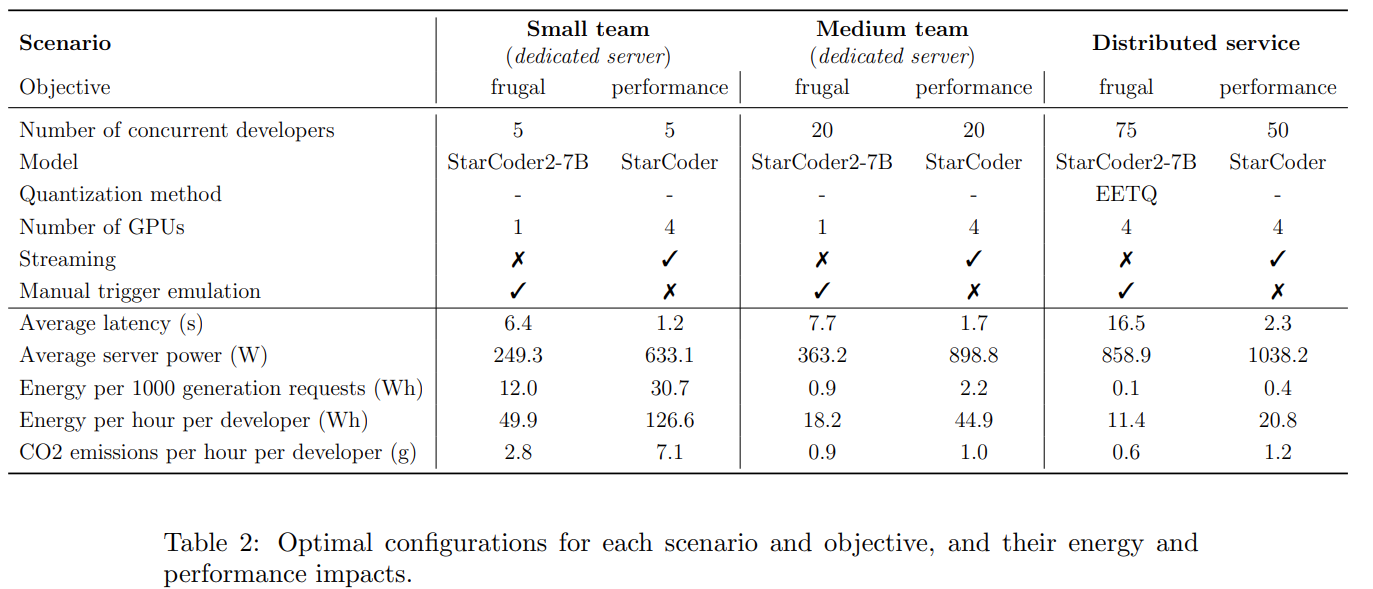 Scenario Small team (dedicated server) Medium team (dedicated server) Distributed service
Objective frugal performance frugal performance frugal performance
Number of concurrent developers 5 5 20 20 75 50
Model StarCoder2-7B StarCoder StarCoder2-7B StarCoder StarCoder2-7B StarCoder
Quantization method - - - - EETQ -
Number of GPUs 1 4 1 4 4 4
Streaming ✗ ✓ ✗ ✓ ✗ ✓
Manual trigger emulation ✓ ✗ ✓ ✗ ✓ ✗
Average latency (s) 6.4 1.2 7.7 1.7 16.5 2.3
Average server power (W) 249.3 633.1 363.2 898.8 858.9 1038.2
Energy per 1000 generation requests (Wh) 12.0 30.7 0.9 2.2 0.1 0.4
Energy per hour per developer (Wh) 49.9 126.6 18.2 44.9 11.4 20.8
CO2 emissions per hour per developer (g) 2.8 7.1 0.9 1.0 0.6 1.2
Table 2: Optimal configurations for each scenario and objective, and their energy and
performance impacts.